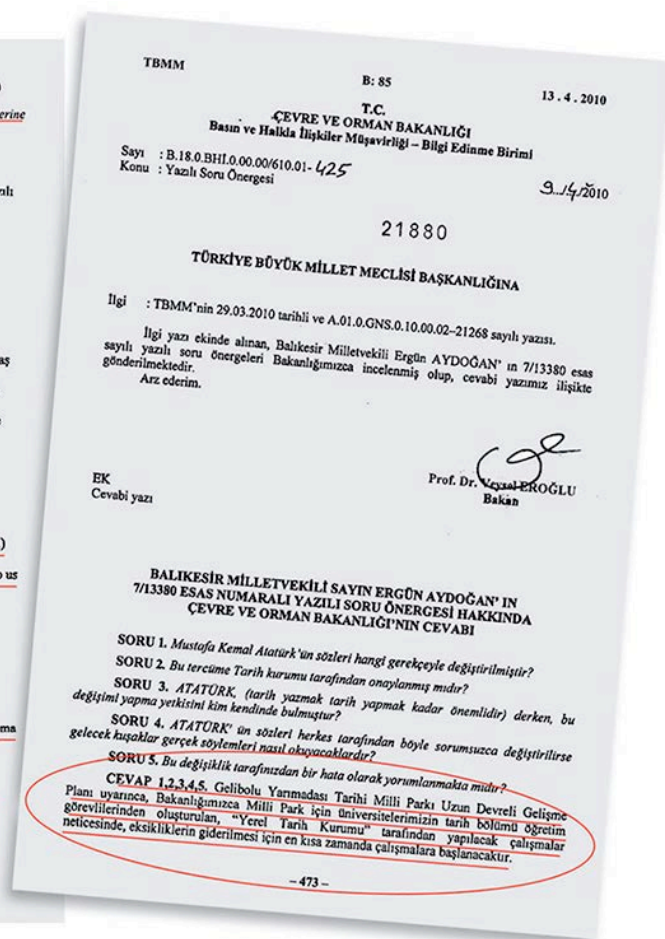 erine
ılı
aş
)
o us
ma
TBMM
B: 85
13 . 4 . 2010
T.C.
ÇEVRE VE ORMAN BAKANLIĞI
Basın ve Halkla İlişkiler Müşavirliği – Bilgi Edinme Birimi
Sayı : B.18.0.BHİ.0.00.00/610.01- 425
Konu : Yazılı Soru Önergesi
9../4/2010
21880
TÜRKİYE BÜYÜK MİLLET MECLİSİ BAŞKANLIĞINA
İlgi : TBMM'nin 29.03.2010 tarihli ve A.01.0.GNS.0.10.00.02–21268 sayılı yazısı.
İlgi yazı ekinde alınan, Balıkesir Milletvekili Ergün AYDOĞAN' ın 7/13380 esas
sayılı yazılı soru önergeleri Bakanlığımızca incelenmiş olup, cevabi yazımız ilişikte
gönderilmektedir.
Arz ederim.
Prof. Dr. Veysel EROĞLU
Bakan
EK
Cevabi yazı
BALIKESİR MİLLETVEKİLİ SAYIN ERGÜN AYDOĞAN' IN
7/13380 ESAS NUMARALI YAZILI SORU ÖNERGESİ HAKKINDA
ÇEVRE VE ORMAN BAKANLIĞI'NIN CEVABI
SORU 1. Mustafa Kemal Atatürk'ün sözleri hangi gerekçeyle değiştirilmiştir?
SORU 2. Bu tercüme Tarih kurumu tarafından onaylanmış mıdır?
SORU 3. ATATÜRK, (tarih yazmak tarih yapmak kadar önemlidir) derken, bu
değişimi yapma yetkisini kim kendinde bulmuştur?
SORU 4. ATATÜRK' ün sözleri herkes tarafından böyle sorumsuzca değiştirilirse
gelecek kuşaklar gerçek söylemleri nasıl okuyacaklardır?
SORU 5. Bu değişiklik tarafınızdan bir hata olarak yorumlanmakta mıdır?
CEVAP 1,2,3,4,5. Gelibolu Yarımadası Tarihi Milli Parkı Uzun Devreli Gelişme
Planı uyarınca, Bakanlığımızca Milli Park için üniversitelerimizin tarih bölümü öğretim
görevlilerinden oluşturulan, "Yerel Tarih Kurumu" tarafından yapılacak çalışmalar
neticesinde, eksikliklerin giderilmesi için en kısa zamanda çalışmalara başlanacaktır.
– 473 –